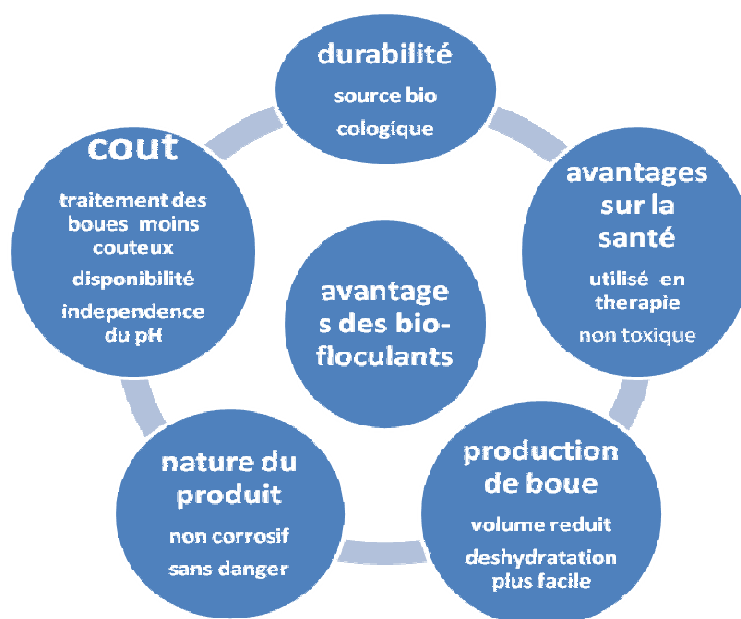 durabilité
source bio
cologique
avantages
sur la
santé
utilisé en
therapie
non toxique
production
de boue
volume reduit
deshydratation
plus facile
nature du
produit
non corrosif
sans danger
cout
traitement des
boues moins
couteux
disponibilité
independence
du pH
avantage
s des bio-
floculants